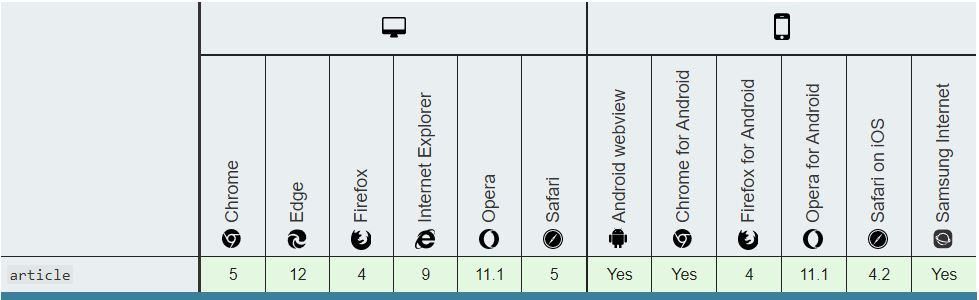 Chrome
Edge
Firefox
Internet Explorer
Opera
Safari
Android webview
Chrome for Android
Firefox for Android
Opera for Android
Safari on iOS
Samsung Internet
article 5 12 4 9 11.1 5 Yes Yes 4 11.1 4.2 Yes